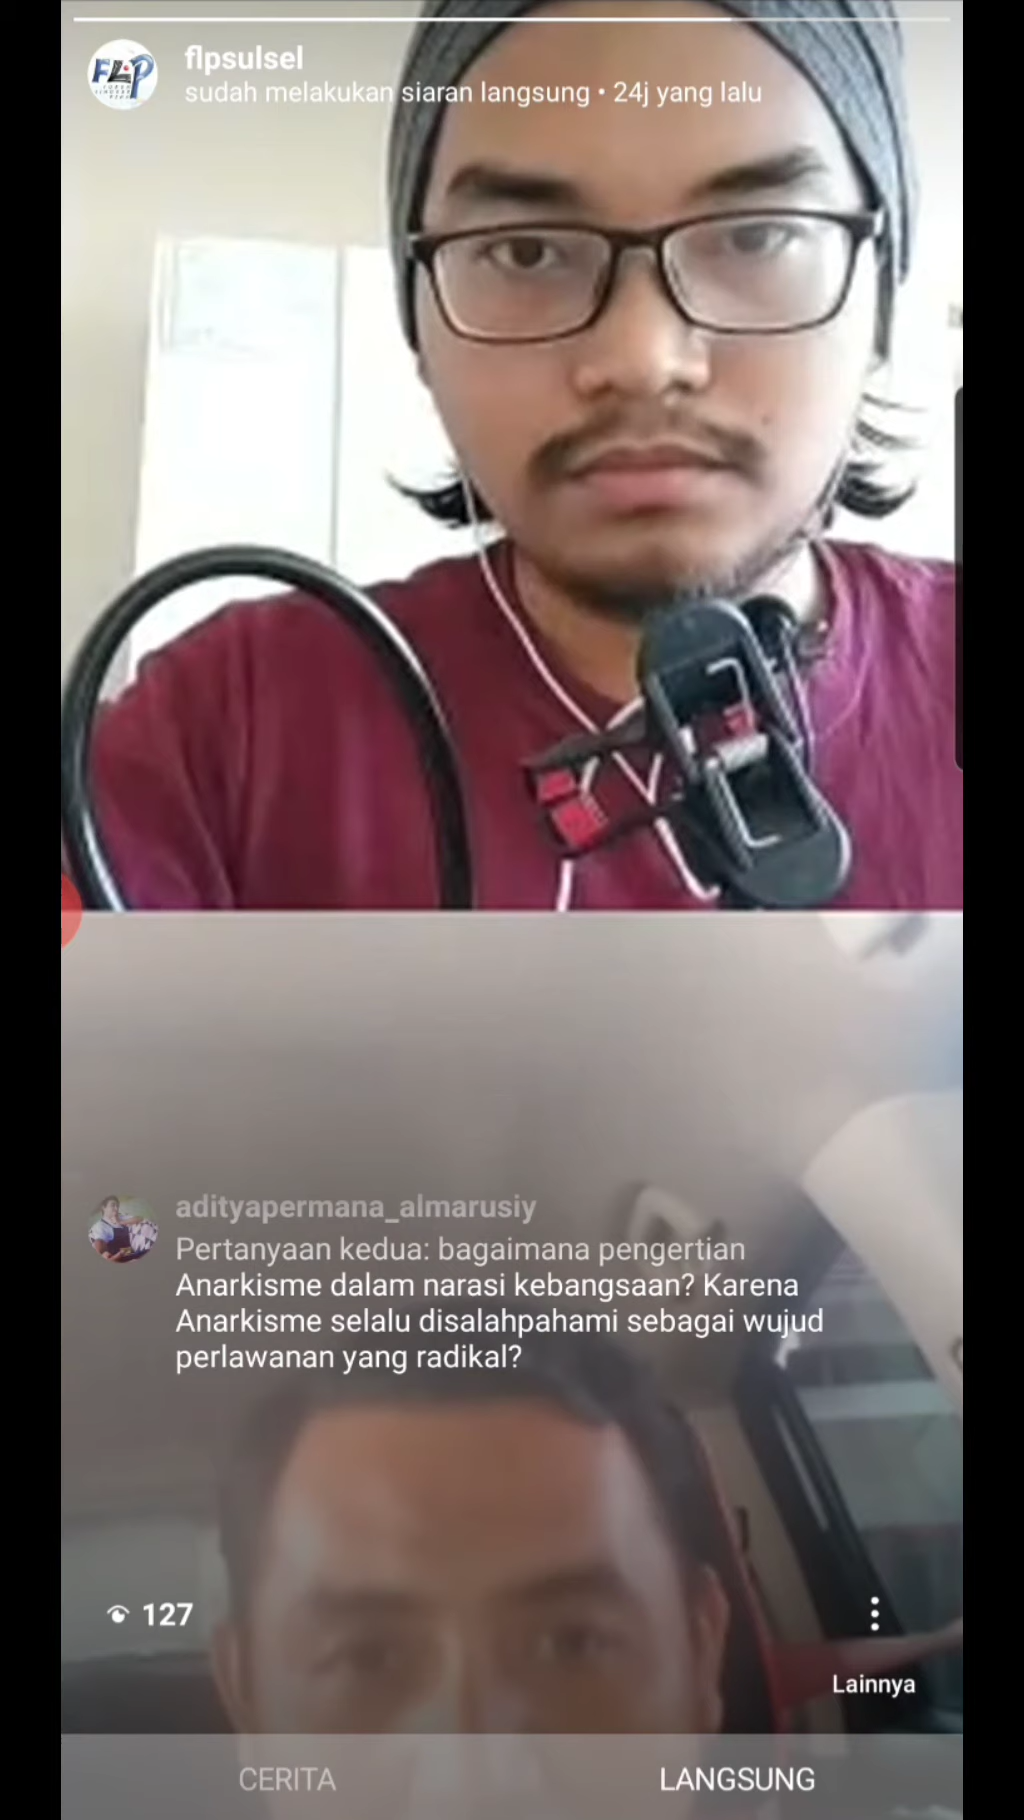 FLP
flpsulsel
sudah melakukan siaran langsung • 24j yang lalu
adityapermana_almarusiy
Pertanyaan kedua: bagaimana pengertian
Anarkisme dalam narasi kebangsaan? Karena
Anarkisme selalu disalahpahami sebagai wujud
perlawanan yang radikal?
127
Lainnya
CERITA
LANGSUNG